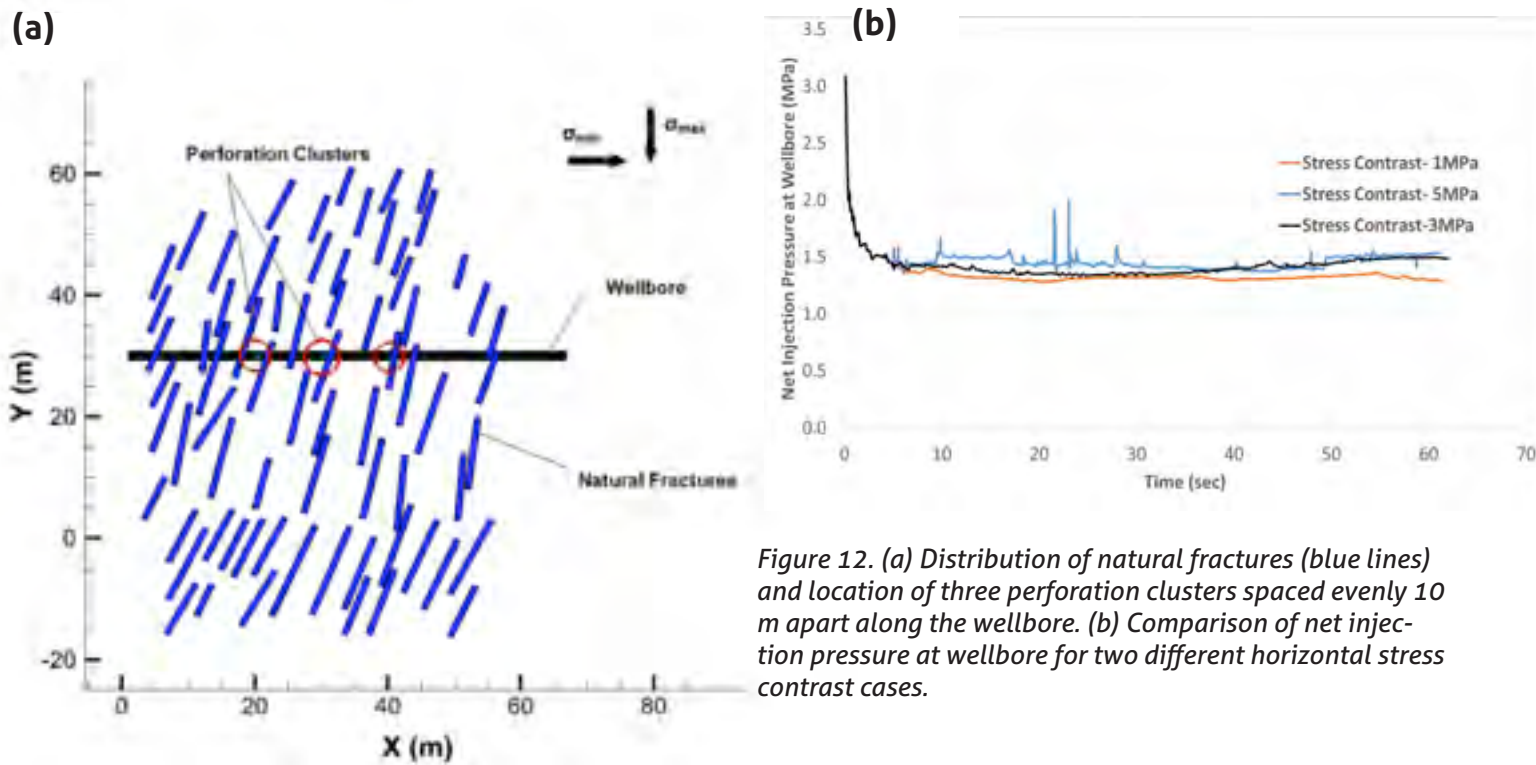 (a)
σmin
σmax
Perforation Clusters
Wellbore
Natural Fractures
60
40
20
0
-20
Y (m)
0 20 40 60 80
X (m)
(b)
3.5
3.0
2.5
2.0
1.5
1.0
0.5
0.0
Net Injection Pressure at Wellbore (MPa)
Stress Contrast- 1MPa
Stress Contrast- 5MPa
Stress Contrast-3MPa
0 10 20 30 40 50 60 70
Time (sec)
Figure 12. (a) Distribution of natural fractures (blue lines)
and location of three perforation clusters spaced evenly 10
m apart along the wellbore. (b) Comparison of net injec-
tion pressure at wellbore for two different horizontal stress
contrast cases.